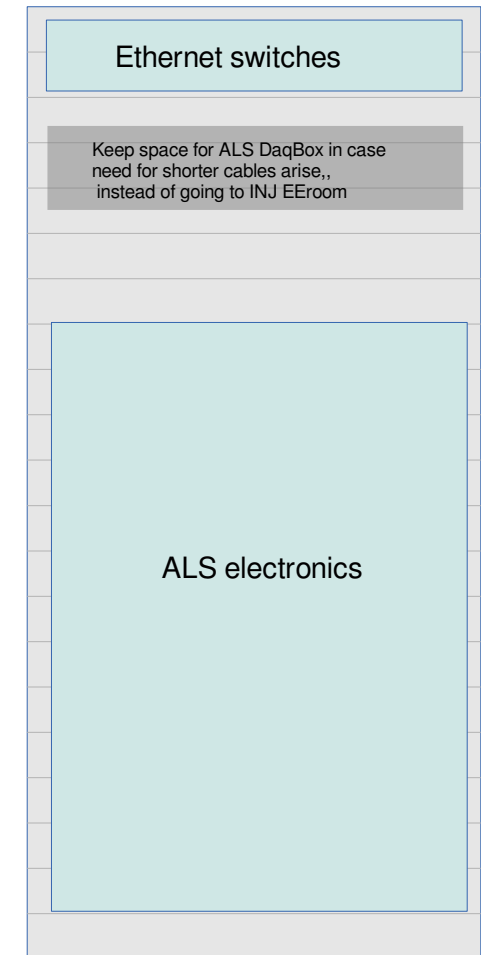 Ethernet switches
Keep space for ALS DaqBox in case
need for shorter cables arise,,
instead of going to INJ EEroom
ALS electronics